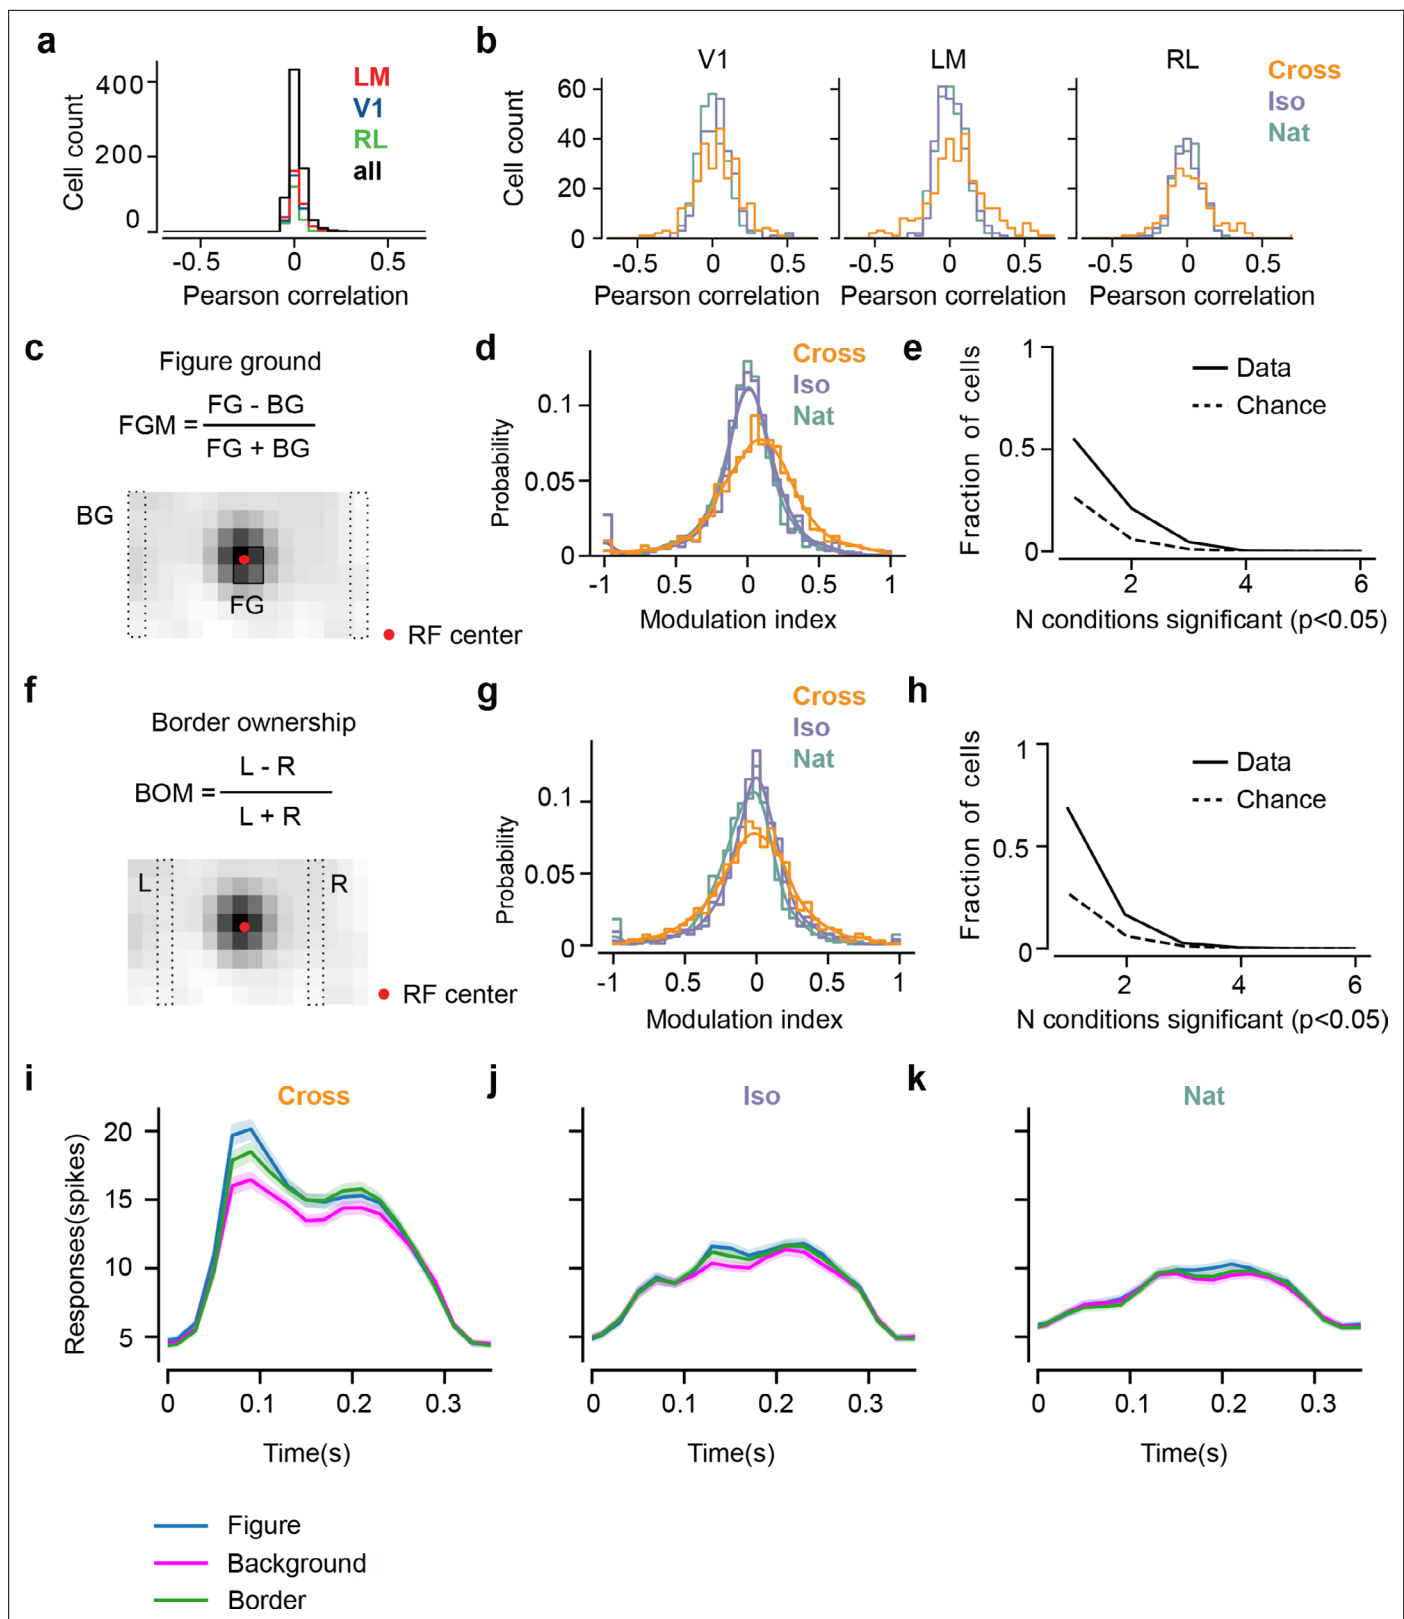 a
400
200
0
Cell count
LM
V1
RL
all
-0.5
0
0.5
Pearson correlation
b
V1
LM
RL
Cross
Iso
Nat
60
40
20
0
Cell count
-0.5 0 0.5
-0.5 0 0.5
-0.5 0 0.5
Pearson correlation
Pearson correlation
Pearson correlation
c
Figure ground
FGM = FG - BG
FG + BG
BG
FG
RF center
d
Cross
Iso
Nat
Probability
0.1
0.05
0
-1 0.5 0 0.5 1
Modulation index
e
Fraction of cells
1
0.5
0
Data
Chance
2 4 6
N conditions significant (p<0.05)
f
Border ownership
BOM = L - R
L + R
L
R
RF center
g
Cross
Iso
Nat
Probability
0.1
0.05
0
-1 0.5 0 0.5 1
Modulation index
h
Fraction of cells
1
0.5
0
Data
Chance
2 4 6
N conditions significant (p<0.05)
i
Cross
Responses(spikes)
20
15
10
5
0 0.1 0.2 0.3
Time(s)
j
Iso
0 0.1 0.2 0.3
Time(s)
k
Nat
0 0.1 0.2 0.3
Time(s)
Figure
Background
Border